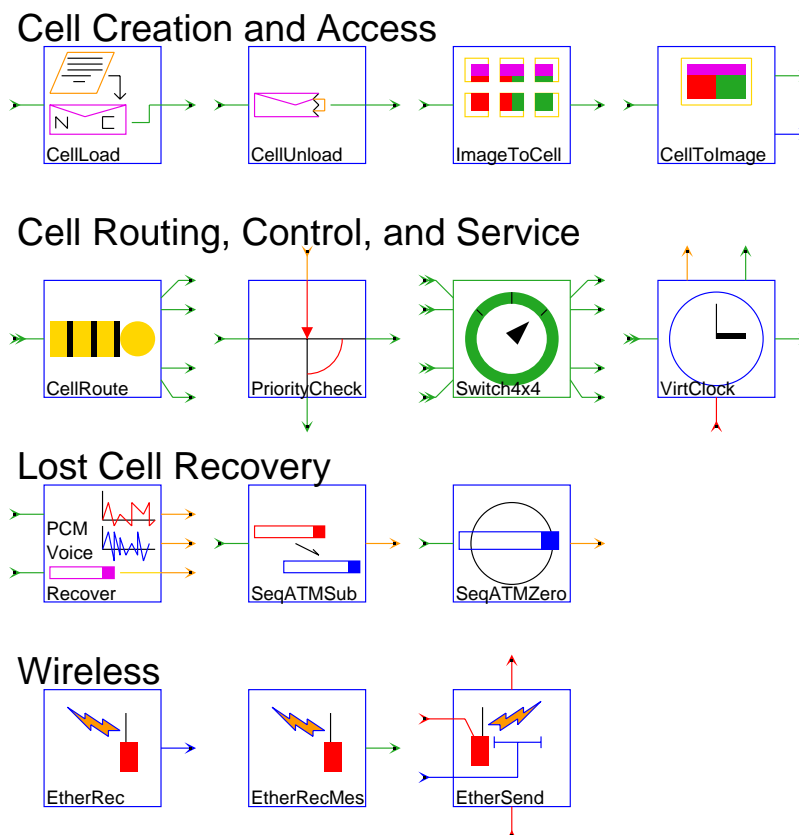 Cell Creation and Access
N C
CellLoad
CellUnload
ImageToCell
CellToImage
Cell Routing, Control, and Service
CellRoute
PriorityCheck
Switch4x4
VirtClock
Lost Cell Recovery
PCM
Voice
Recover
SeqATMSub
SeqATMZero
Wireless
EtherRec
EtherRecMes
EtherSend